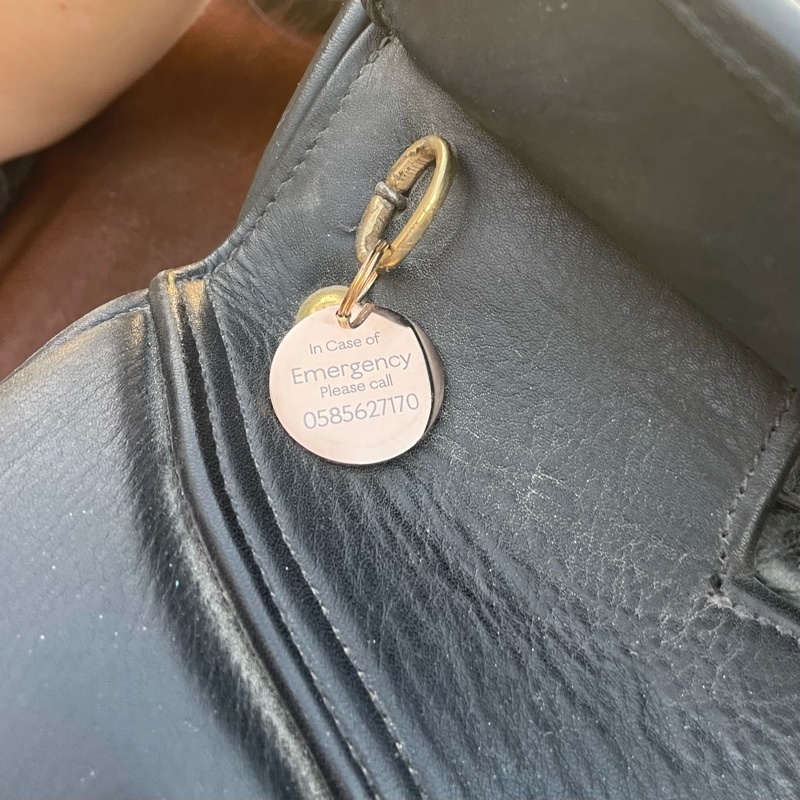 In Case of
Emergency
Please call
0585627170